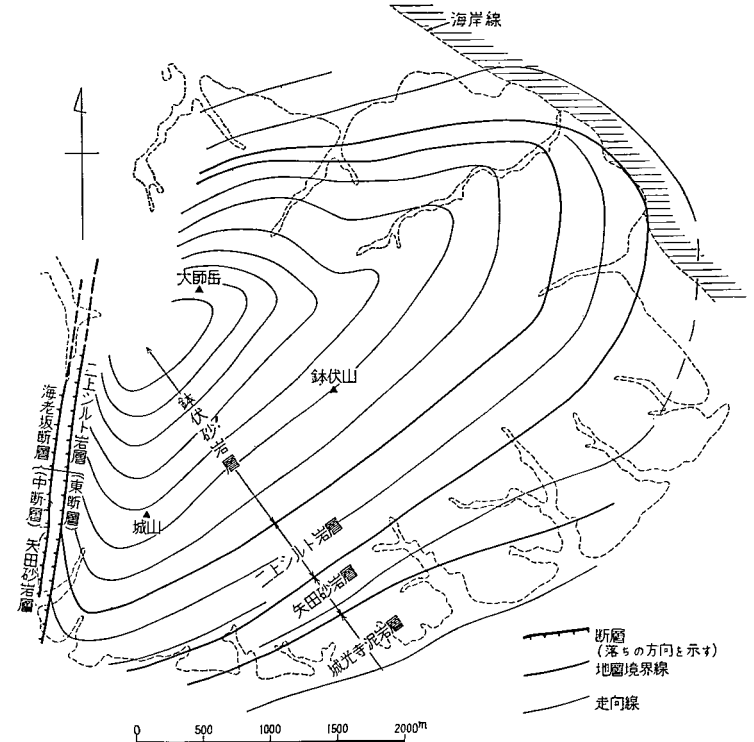 海岸線
大師岳
鉢伏山
鉢伏砂岩層
二上シルト岩層
海老坂断層(中断層)
(東断層)
矢田砂岩層
城山
二上シルト岩層
矢田砂岩層
城光寺泥岩層
断層
(落ちの方向を示す)
地層境界線
走向線
0 500 1000 1500 2000m